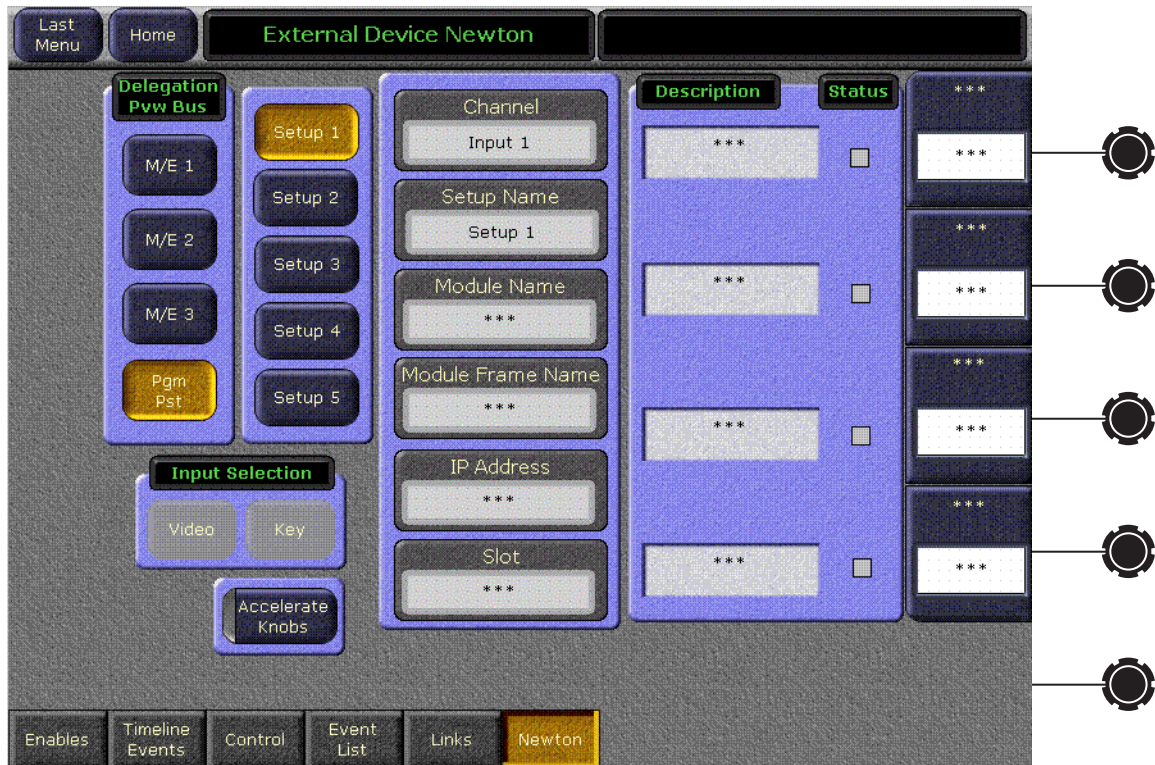 Last
Menu
Home
External Device Newton
Delegation
Pvw Bus
M/E 1
M/E 2
M/E 3
Pgm
Pst
Setup 1
Setup 2
Setup 3
Setup 4
Setup 5
Input Selection
Video
Key
Accelerate
Knobs
Channel
Input 1
Setup Name
Setup 1
Module Name
***
Module Frame Name
***
IP Address
***
Slot
***
Description
Status
***
***
***
***
***
***
***
***
***
***
***
***
Enables
Timeline
Events
Control
Event
List
Links
Newton